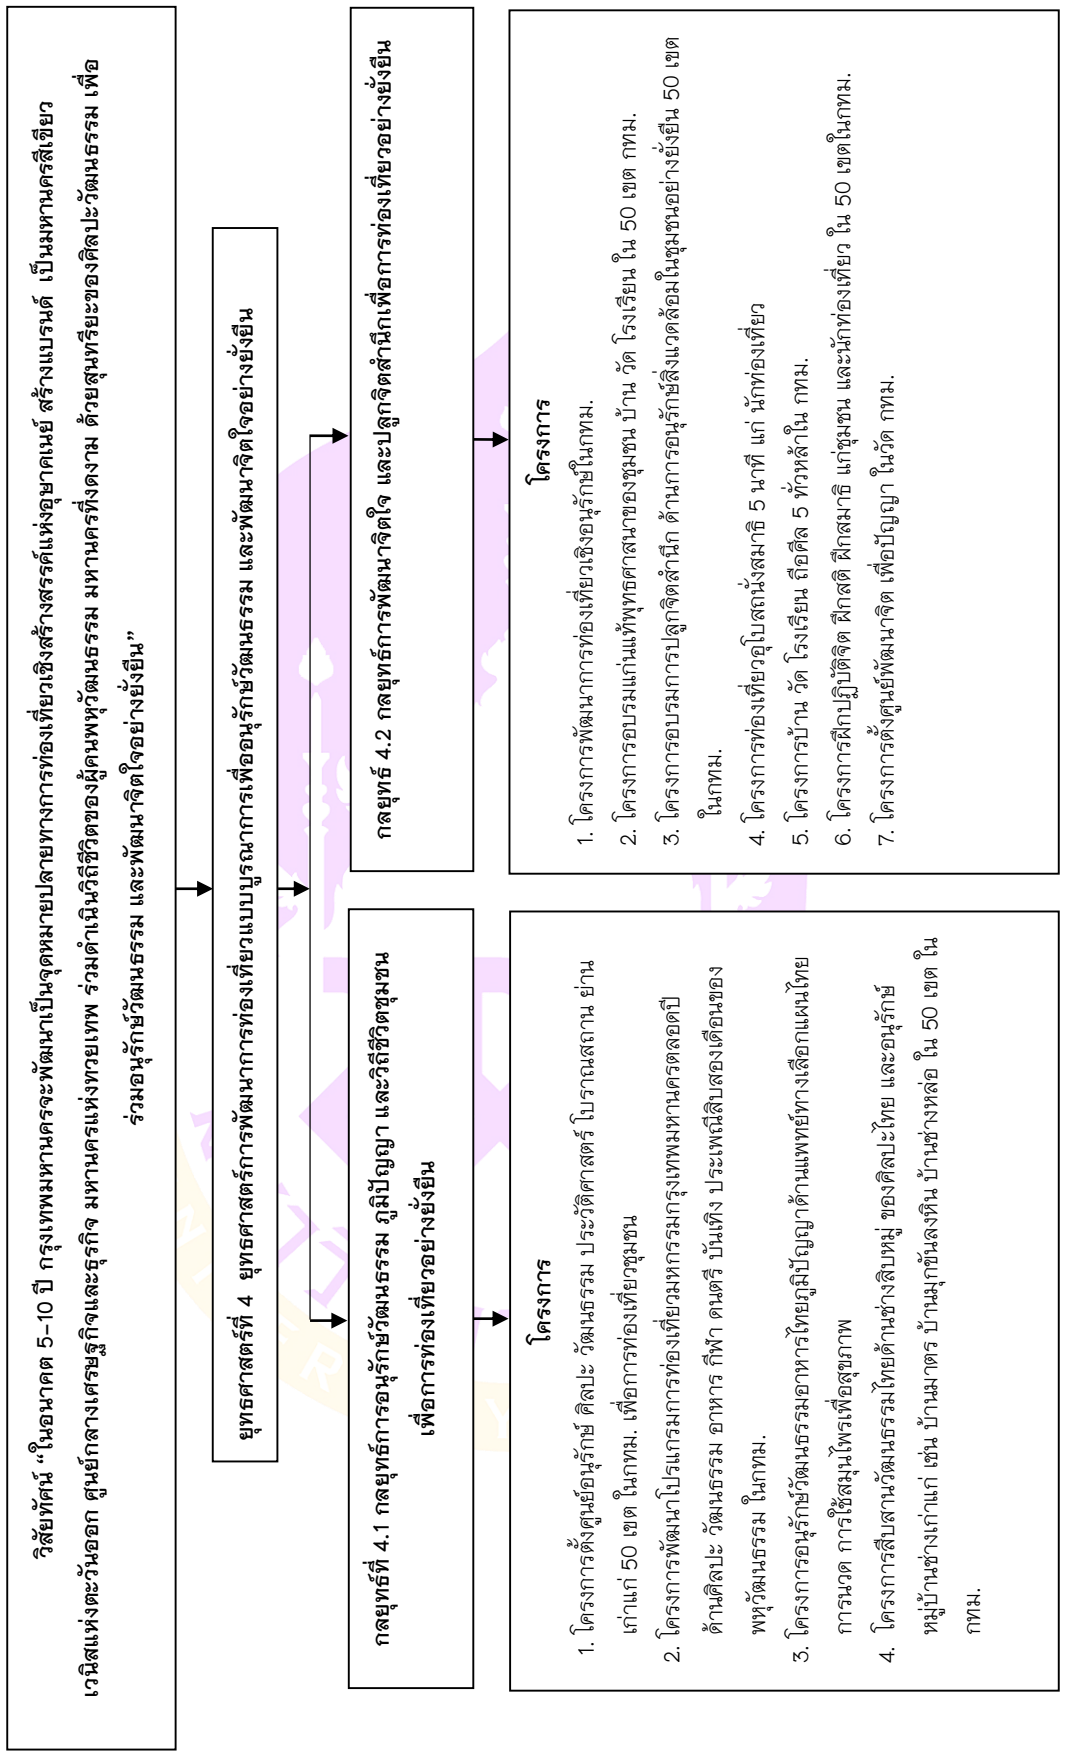 วิสัยทัศน์ “ในอนาคต 5-10 ปี กรุงเทพมหานครจะพัฒนาเป็นจุดหมายปลายทางการท่องเที่ยวเชิงสร้างสรรค์แห่งอุษาคเนย์ สร้างแบรนด์ เป็นมหานครสีเขียว
เวนิสแห่งตะวันออก ศูนย์กลางเศรษฐกิจและธุรกิจ มหานครแห่งทวยเทพ ร่วมดำเนินวิถีชีวิตของผู้คนพหุวัฒนธรรม มหานครที่งดงาม ด้วยสุนทรียะของศิลปะวัฒนธรรม เพื่อ
ร่วมอนุรักษ์วัฒนธรรม และพัฒนาจิตใจอย่างยั่งยืน”
ยุทธศาสตร์ที่ 4 ยุทธศาสตร์การพัฒนาการท่องเที่ยวแบบบูรณาการเพื่ออนุรักษ์วัฒนธรรม และพัฒนาจิตใจอย่างยั่งยืน
กลยุทธ์ที่ 4.1 กลยุทธ์การอนุรักษ์วัฒนธรรม ภูมิปัญญา และวิถีชีวิตชุมชน
เพื่อการท่องเที่ยวอย่างยั่งยืน
โครงการ
1. โครงการตั้งศูนย์อนุรักษ์ ศิลปะ วัฒนธรรม ประวัติศาสตร์ โบราณสถาน ย่าน
เก่าแก่ 50 เขต ในกทม. เพื่อการท่องเที่ยวชุมชน
2. โครงการพัฒนาโปรแกรมการท่องเที่ยวมหกรรมกรุงเทพมหานครตลอดปี
ด้านศิลปะ วัฒนธรรม อาหาร กีฬา ดนตรี บันเทิง ประเพณีสิบสองเดือนของ
พหุวัฒนธรรม ในกทม.
3. โครงการอนุรักษ์วัฒนธรรมอาหารไทยภูมิปัญญาด้านแพทย์ทางเลือกแผนไทย
การนวด การใช้สมุนไพรเพื่อสุขภาพ
4. โครงการสืบสานวัฒนธรรมไทยด้านช่างสิบหมู่ ของศิลปะไทย และอนุรักษ์
หมู่บ้านช่างเก่าแก่ เช่น บ้านบาตร บ้านบุกขันลงหิน บ้านช่างหล่อ ใน 50 เขต ใน
กทม.
กลยุทธ์ 4.2 กลยุทธ์การพัฒนาจิตใจ และปลูกจิตสำนึกเพื่อการท่องเที่ยวอย่างยั่งยืน
โครงการ
1. โครงการพัฒนาการท่องเที่ยวเชิงอนุรักษ์ในกทม.
2. โครงการอบรมแก่นแท้พุทธศาสนาของชุมชน บ้าน วัด โรงเรียน ใน 50 เขต กทม.
3. โครงการอบรมการปลูกจิตสำนึก ด้านการอนุรักษ์สิ่งแวดล้อมในชุมชนอย่างยั่งยืน 50 เขต
ในกทม.
4. โครงการท่องเที่ยวอุโบสถนั่งสมาธิ 5 นาที แก่ นักท่องเที่ยว
5. โครงการบ้าน วัด โรงเรียน ถือศีล 5 ทั่วหล้าใน กทม.
6. โครงการฝึกปฏิบัติจิต ฝึกสติ ฝึกสมาธิ แก่ชุมชน และนักท่องเที่ยว ใน 50 เขตในกทม.
7. โครงการตั้งศูนย์พัฒนาจิต เพื่อปัญญา ในวัด กทม.